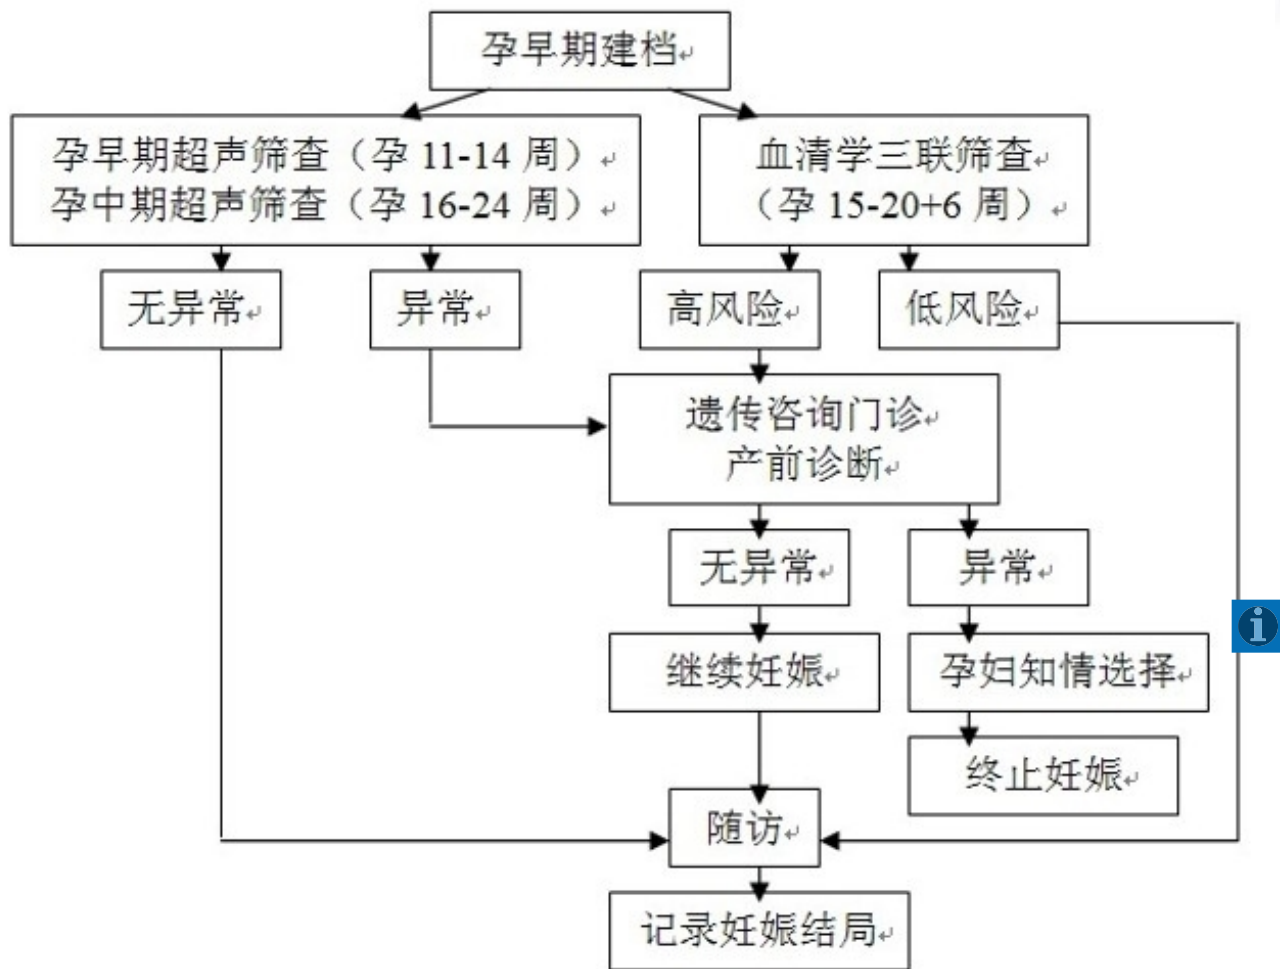 孕早期建档
孕早期超声筛查（孕 11-14 周）
孕中期超声筛查（孕 16-24 周）
血清学三联筛查
（孕 15-20+6 周）
无异常
异常
高风险
低风险
遗传咨询门诊
产前诊断
无异常
异常
继续妊娠
孕妇知情选择
终止妊娠
随访
记录妊娠结局